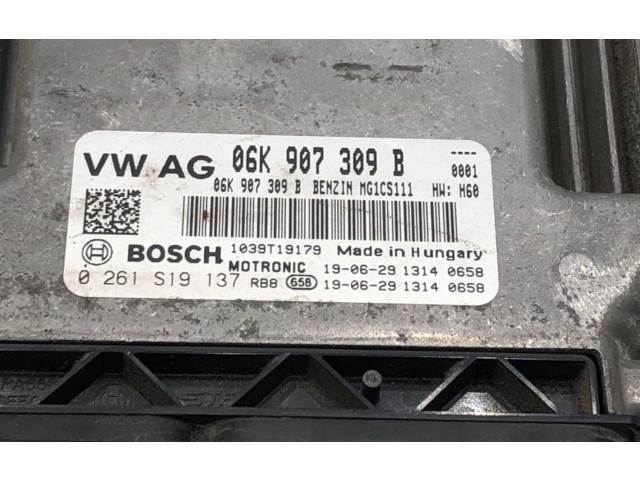 VW AG 06K 907 309 B
----
0001
06K 907 309 B BENZIN MG1CS111 HW: H60
BOSCH 1039T19179 Made in Hungary
MOTRONIC 19-06-29 1314 0658
0 261 S19 137 RB8 658 19-06-29 1314 0658